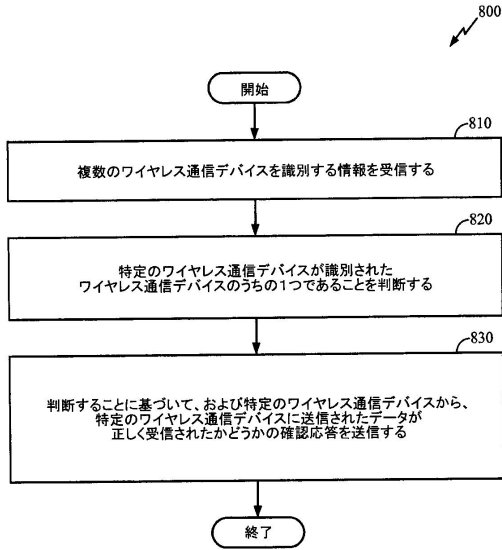 800
開始
810
複数のワイヤレス通信デバイスを識別する情報を受信する
820
特定のワイヤレス通信デバイスが識別された
ワイヤレス通信デバイスのうちの1つであることを判断する
830
判断することに基づいて、および特定のワイヤレス通信デバイスから、
特定のワイヤレス通信デバイスに送信されたデータが
正しく受信されたかどうかの確認応答を送信する
終了